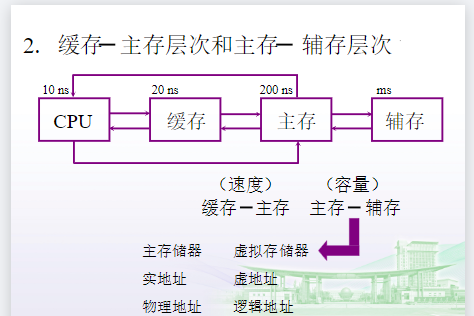 2. 缓存─主存层次和主存─ 辅存层次
10 ns 20 ns 200 ns ms
CPU 缓存 主存 辅存
（速度） （容量）
缓存─主存 主存─辅存
主存储器 虚拟存储器
实地址 虚地址
物理地址 逻辑地址